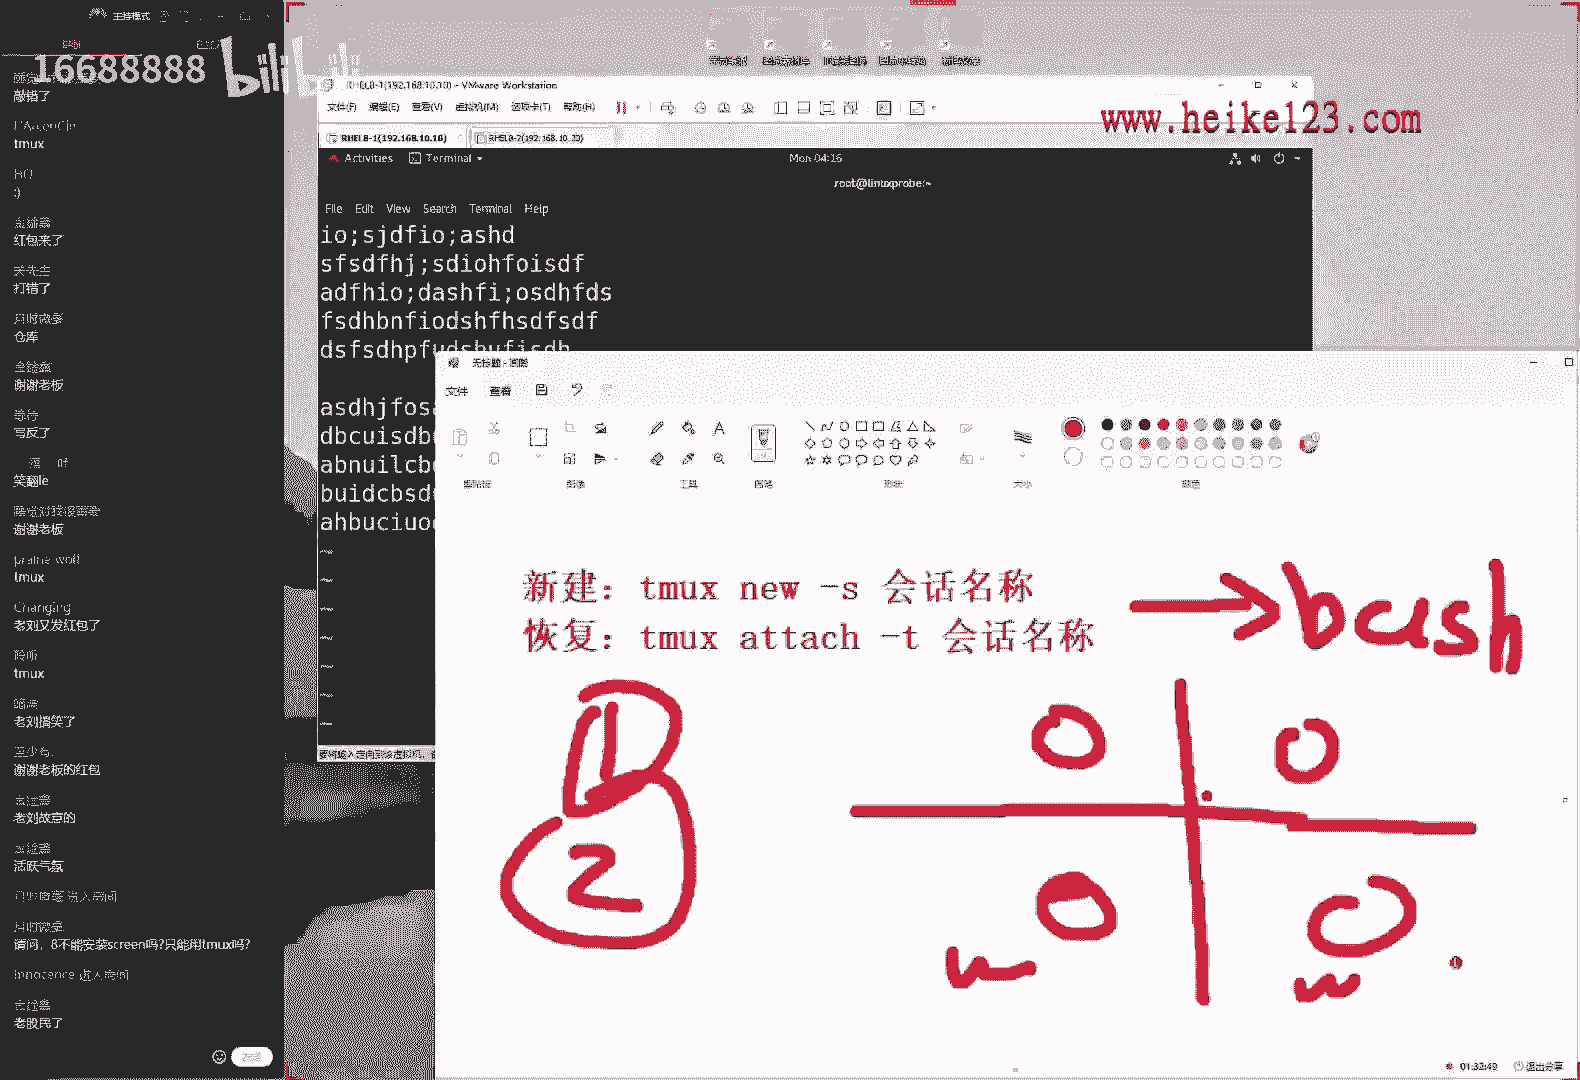 主持模式
16688888
bilibili
敲错了
tmux
:)
红包来了
打错了
仓库
谢谢老板
等待
写反了
笑翻le
谢谢老板
prairie wolf
tmux
Changing
老刘又发红包了
聆听
tmux
老刘搞笑了
谢谢老板的红包
老刘故意的
活跃气氛
请问，8不能安装screen吗?只能用tmux吗?
Innocence 进入房间
老股民了
RHEL8-1(192.168.10.10) - VMware Workstation
文件(F) 编辑(E) 查看(V) 虚拟机(M) 选项卡(T) 帮助(H)
www.heike123.com
RHEL8-1(192.168.10.10)
RHEL8-2(192.168.10.20)
Activities Terminal Mon 04:16
root@linuxprobe:~
File Edit View Search Terminal Help
io;sjdfio;ashd
sfsdfhj;sdiohfoisdf
adfhio;dashfi;osdhfds
fsdhbnfiodshfhsdfsdf
dsfsdhpfudshufisdh
asdhjfos
dbcuisdb
abnuilcb
buidcbsd
ahbuciuo
无标题 - 画图
文件 查看
剪贴板 图像 工具 画笔 形状 大小 颜色
新建：tmux new -s 会话名称
恢复：tmux attach -t 会话名称
bash
1
2
01:32:49 退出分享